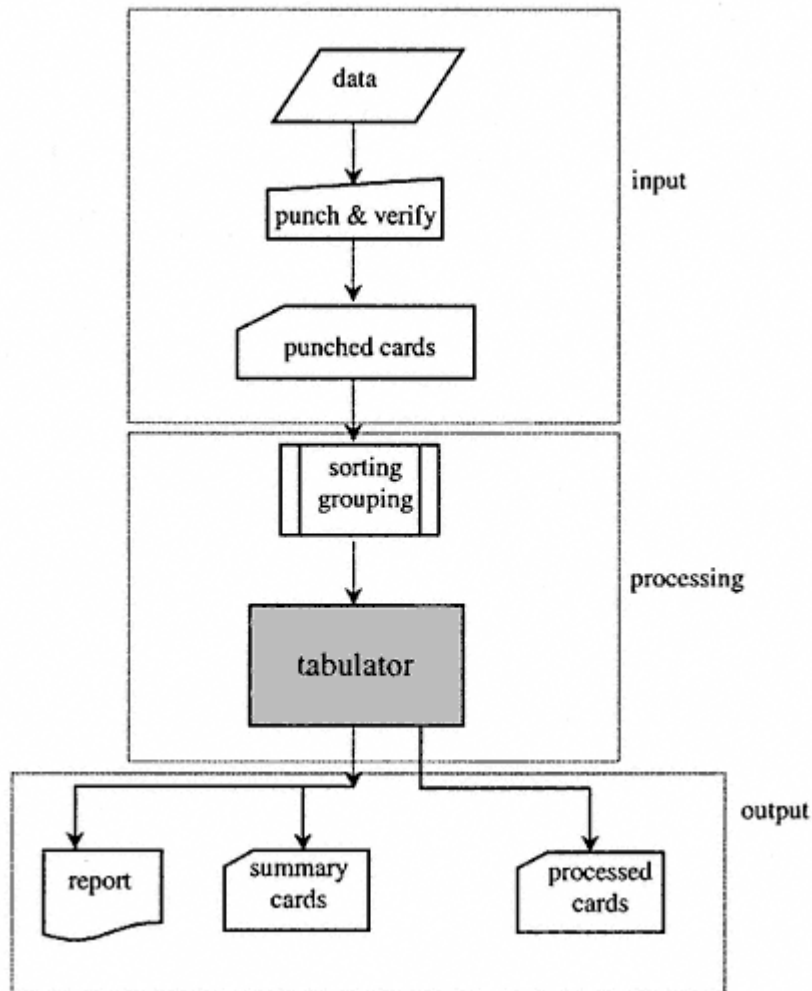 data
input
punch & verify
punched cards
sorting
grouping
processing
tabulator
output
report
summary
cards
processed
cards